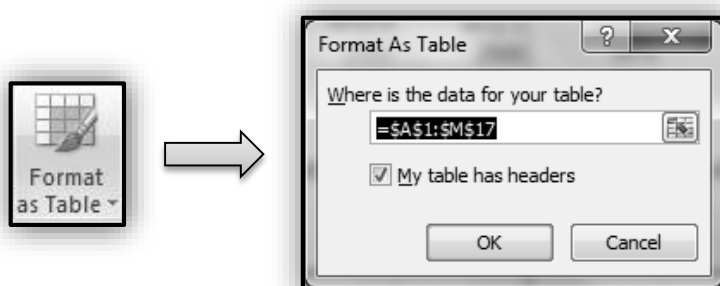 Format
as Table
Format As Table
?
X
Where is the data for your table?
=$A$1:$M$17
My table has headers
OK
Cancel